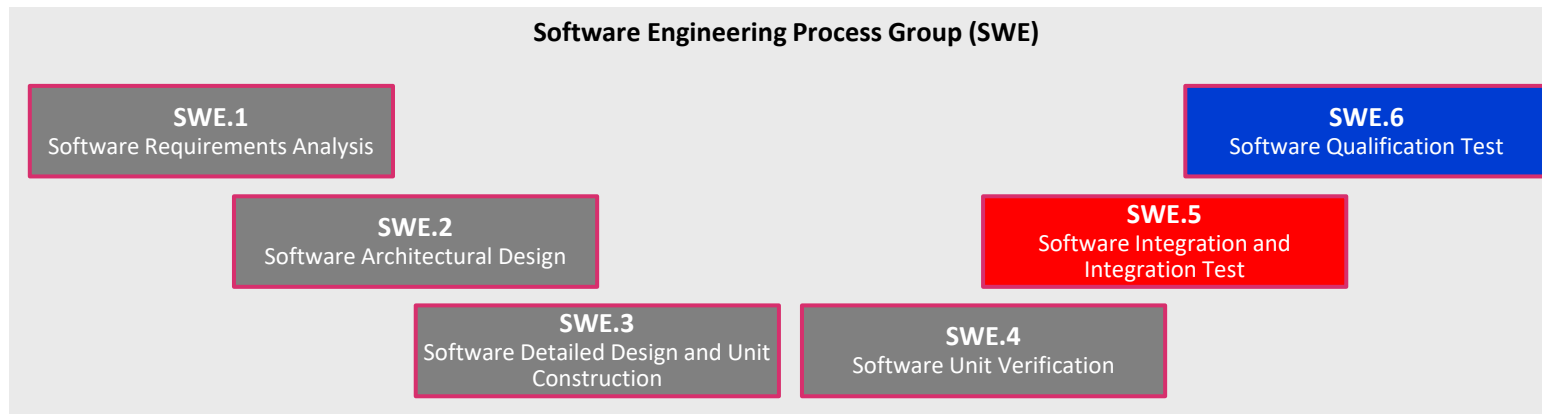 Software Engineering Process Group (SWE)
SWE.1
Software Requirements Analysis
SWE.6
Software Qualification Test
SWE.2
Software Architectural Design
SWE.5
Software Integration and
Integration Test
SWE.3
Software Detailed Design and Unit
Construction
SWE.4
Software Unit Verification